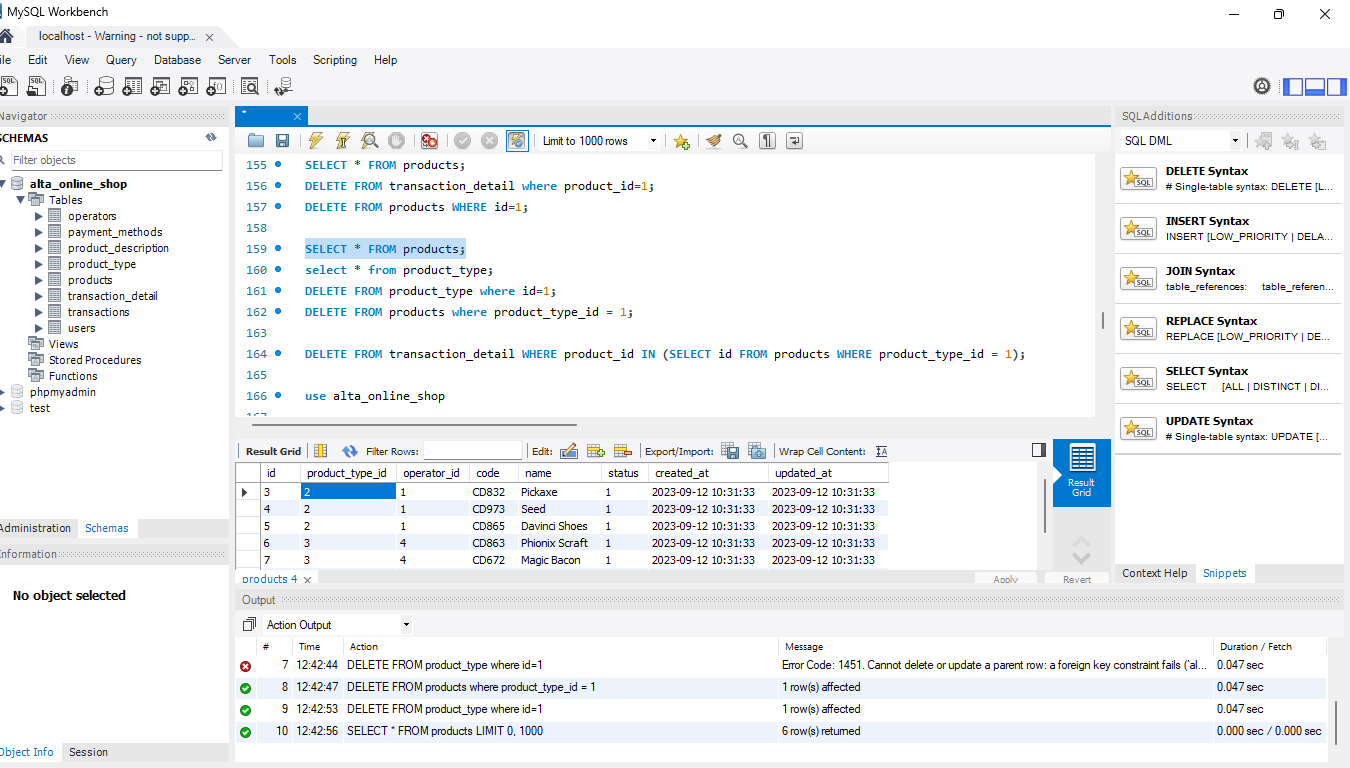 MySQL Workbench
localhost - Warning - not supp...
ile Edit View Query Database Server Tools Scripting Help
Navigator
SCHEMAS
Filter objects
alta_online_shop
Tables
operators
payment_methods
product_description
product_type
products
transaction_detail
transactions
users
Views
Stored Procedures
Functions
phpmyadmin
test
Administration Schemas
Information
No object selected
Object Info Session
*
Limit to 1000 rows
155 SELECT * FROM products;
156 DELETE FROM transaction_detail where product_id=1;
157 DELETE FROM products WHERE id=1;
158
159 SELECT * FROM products;
160 select * from product_type;
161 DELETE FROM product_type where id=1;
162 DELETE FROM products where product_type_id = 1;
163
164 DELETE FROM transaction_detail WHERE product_id IN (SELECT id FROM products WHERE product_type_id = 1);
165
166 use alta_online_shop
167
Result Grid Filter Rows: Edit: Export/Import: Wrap Cell Content:
id product_type_id operator_id code name status created_at updated_at
3 2 1 CD832 Pickaxe 1 2023-09-12 10:31:33 2023-09-12 10:31:33
4 2 1 CD973 Seed 1 2023-09-12 10:31:33 2023-09-12 10:31:33
5 2 1 CD865 Davinci Shoes 1 2023-09-12 10:31:33 2023-09-12 10:31:33
6 3 4 CD863 Phionix Scraft 1 2023-09-12 10:31:33 2023-09-12 10:31:33
7 3 4 CD672 Magic Bacon 1 2023-09-12 10:31:33 2023-09-12 10:31:33
Result
Grid
products 4 Apply Revert
Output
Action Output
# Time Action Message Duration / Fetch
7 12:42:44 DELETE FROM product_type where id=1 Error Code: 1451. Cannot delete or update a parent row: a foreign key constraint fails (`al... 0.047 sec
8 12:42:47 DELETE FROM products where product_type_id = 1 1 row(s) affected 0.047 sec
9 12:42:53 DELETE FROM product_type where id=1 1 row(s) affected 0.047 sec
10 12:42:56 SELECT * FROM products LIMIT 0, 1000 6 row(s) returned 0.000 sec / 0.000 sec
SQLAdditions
SQL DML
DELETE Syntax
# Single-table syntax: DELETE [L...
INSERT Syntax
INSERT [LOW_PRIORITY | DELA...
JOIN Syntax
table_references: table_referen...
REPLACE Syntax
REPLACE [LOW_PRIORITY | DE...
SELECT Syntax
SELECT [ALL | DISTINCT | DI...
UPDATE Syntax
# Single-table syntax: UPDATE [...
Context Help Snippets